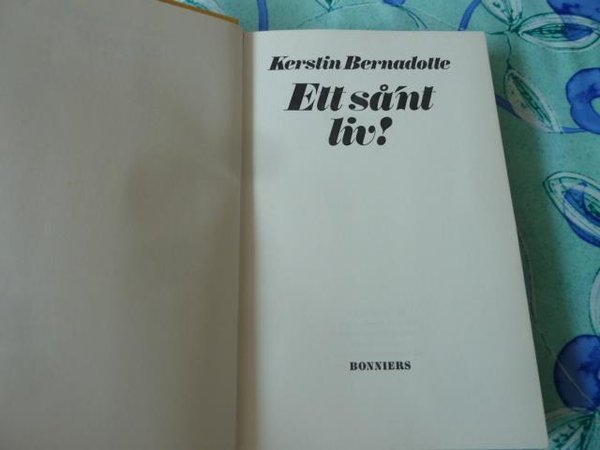 Kerstin Bernadotte
Ett så'nt
liv!
BONNIERS